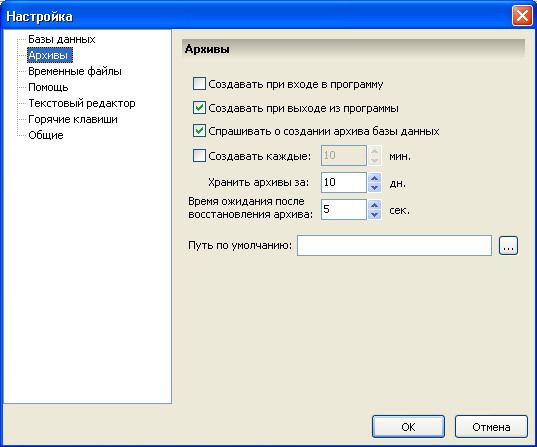 Настройка
Базы данных
Архивы
Временные файлы
Помощь
Текстовый редактор
Горячие клавиши
Общие
Архивы
Создавать при входе в программу
Создавать при выходе из программы
Спрашивать о создании архива базы данных
Создавать каждые: 10 мин.
Хранить архивы за: 10 дн.
Время ожидания после
восстановления архива: 5 сек.
Путь по умолчанию: ...
OK Отмена